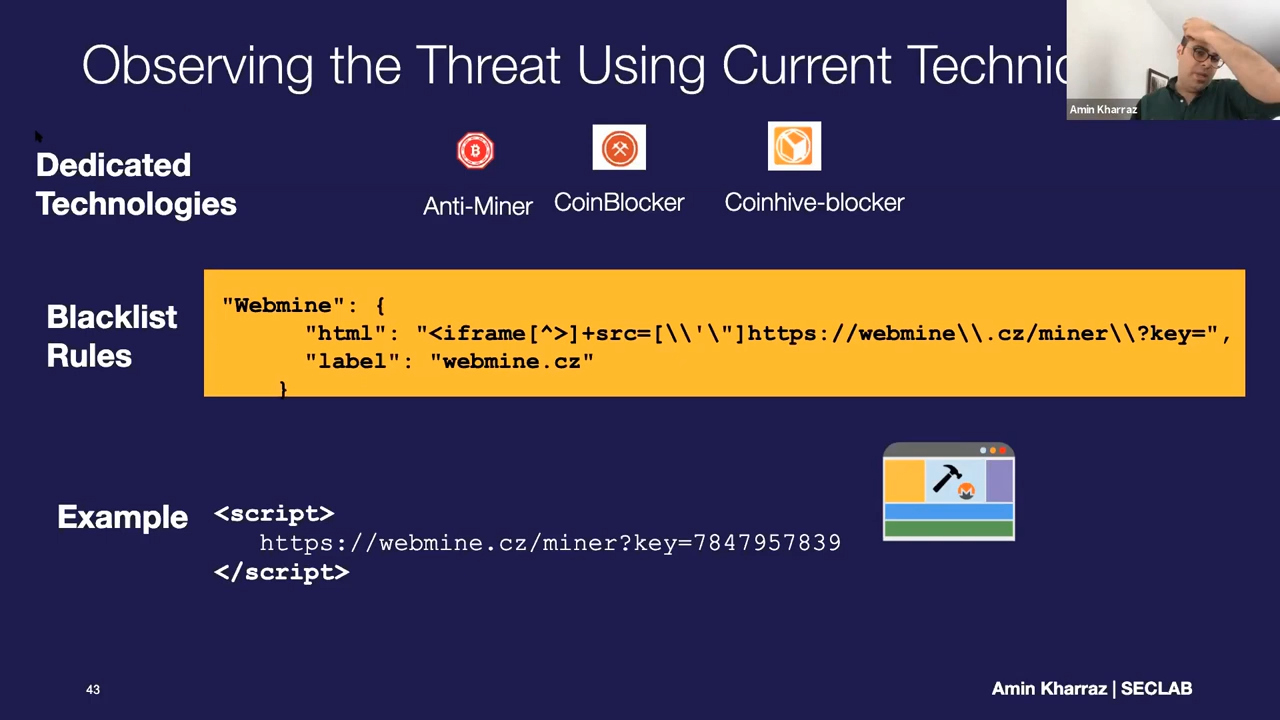 Observing the Threat Using Current Technic
Amin Kharraz
Dedicated
Technologies
Anti-Miner
CoinBlocker
Coinhive-blocker
Blacklist
Rules
"Webmine": {
"html": "<iframe[^>]+src=[\\'\"]https://webmine\\.cz/miner\\?key=",
"label": "webmine.cz"
}
Example
<script>
https://webmine.cz/miner?key=7847957839
</script>
43
Amin Kharraz | SECLAB